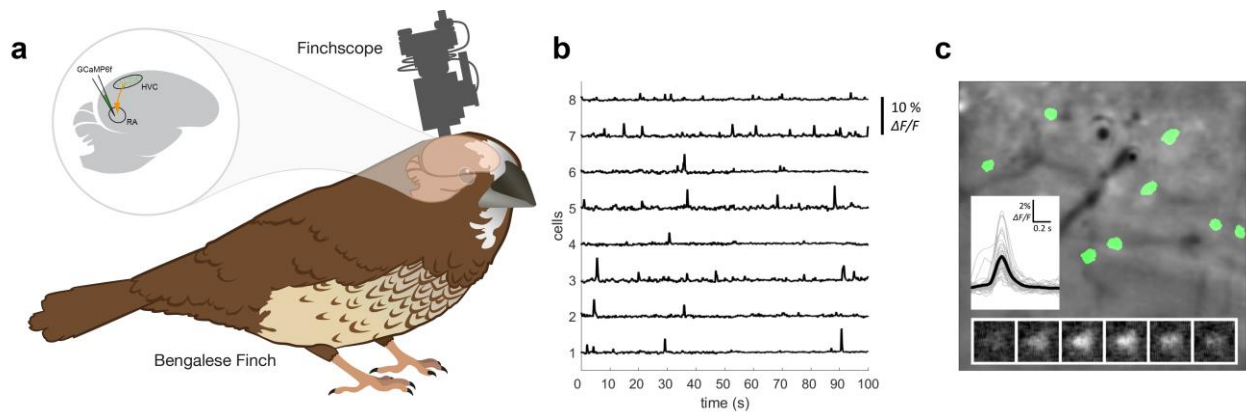 a
GCaMP6f
HVC
RA
Finchscope
Bengalese Finch
b
8
7
6
5
4
3
2
1
cells
0 10 20 30 40 50 60 70 80 90 100
time (s)
10 %
ΔF/F
c
2%
ΔF/F
0.2 s